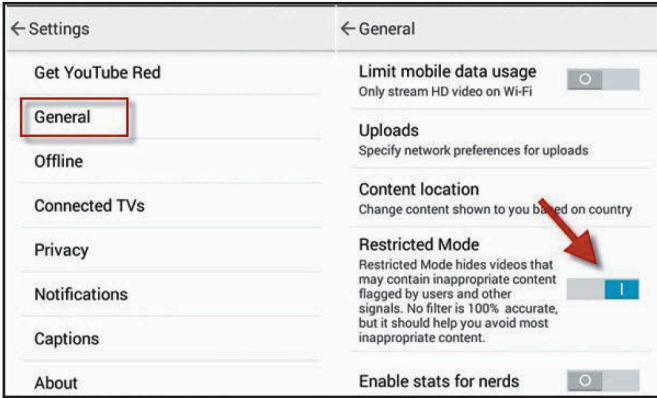 Settings
Get YouTube Red
General
Offline
Connected TVs
Privacy
Notifications
Captions
About
General
Limit mobile data usage
Only stream HD video on Wi-Fi
Uploads
Specify network preferences for uploads
Content location
Change content shown to you based on country
Restricted Mode
Restricted Mode hides videos that
may contain inappropriate content
flagged by users and other
signals. No filter is 100% accurate,
but it should help you avoid most
inappropriate content.
Enable stats for nerds